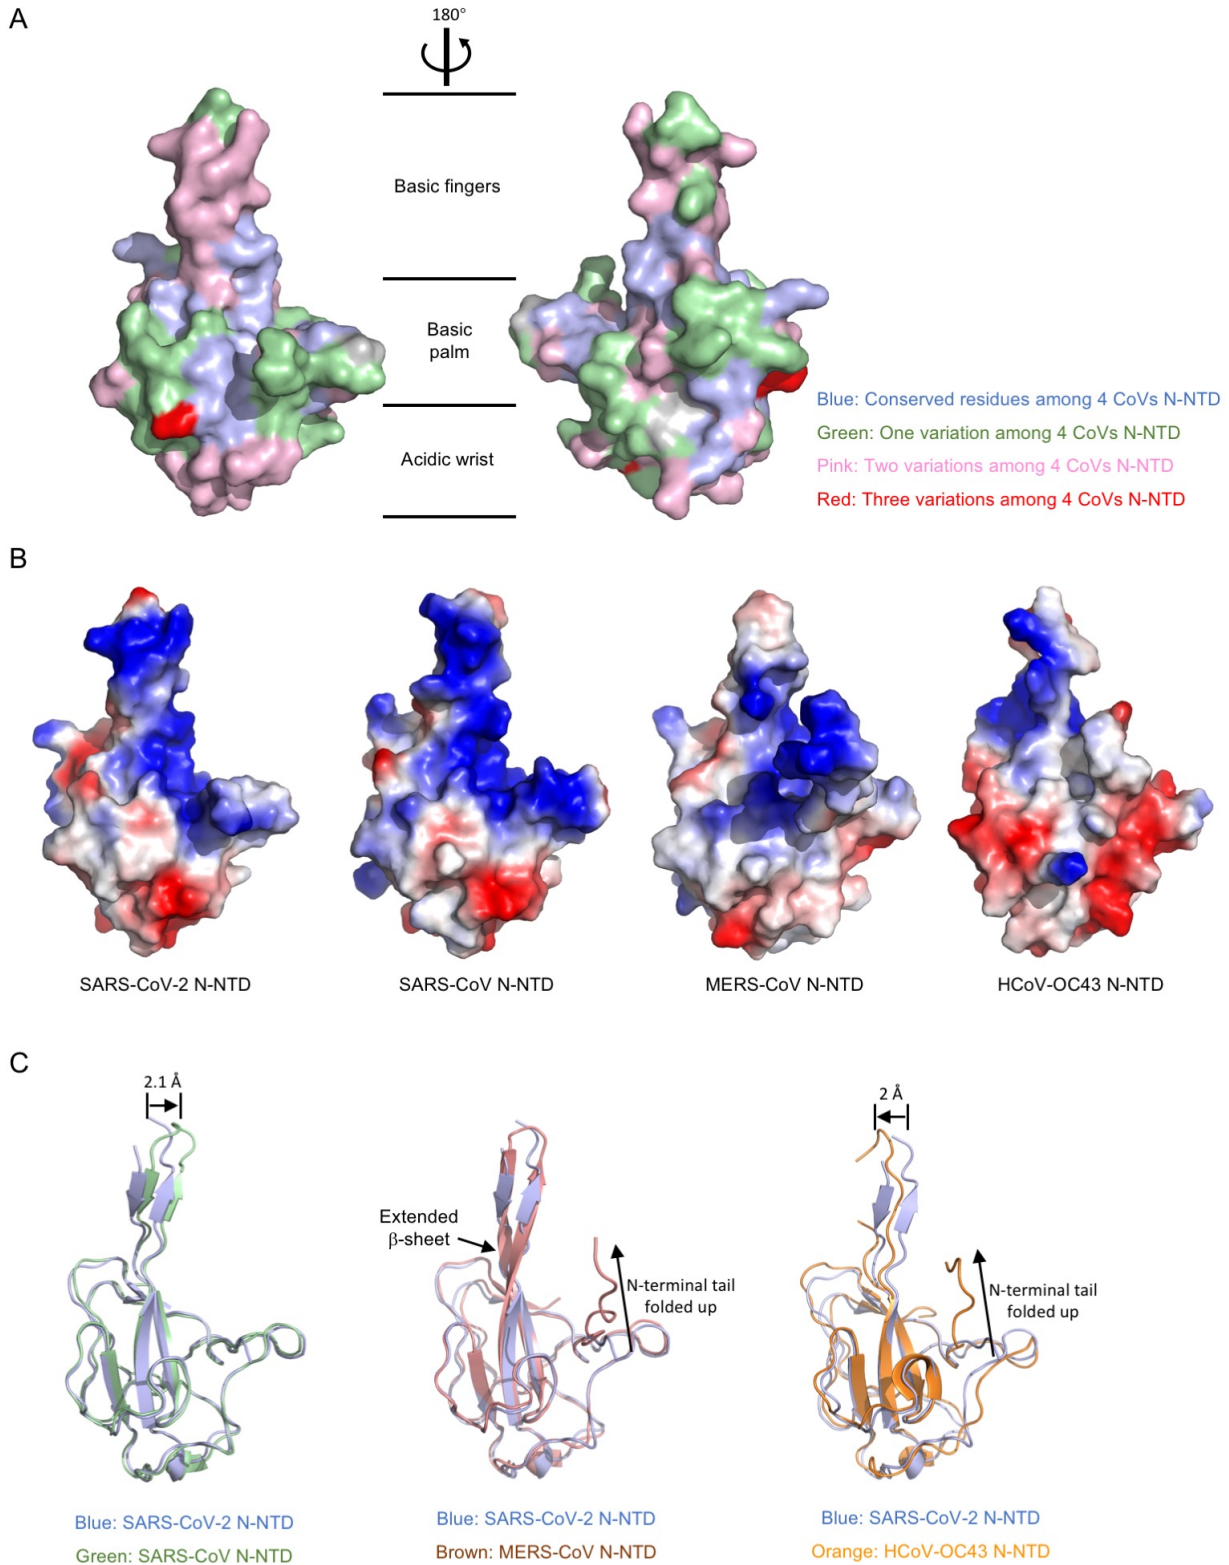 A
180°
Basic fingers
Basic
palm
Acidic wrist
Blue: Conserved residues among 4 CoVs N-NTD
Green: One variation among 4 CoVs N-NTD
Pink: Two variations among 4 CoVs N-NTD
Red: Three variations among 4 CoVs N-NTD
B
SARS-CoV-2 N-NTD
SARS-CoV N-NTD
MERS-CoV N-NTD
HCoV-OC43 N-NTD
C
2.1 Å
2 Å
Extended
β-sheet
N-terminal tail
folded up
N-terminal tail
folded up
Blue: SARS-CoV-2 N-NTD
Green: SARS-CoV N-NTD
Blue: SARS-CoV-2 N-NTD
Brown: MERS-CoV N-NTD
Blue: SARS-CoV-2 N-NTD
Orange: HCoV-OC43 N-NTD